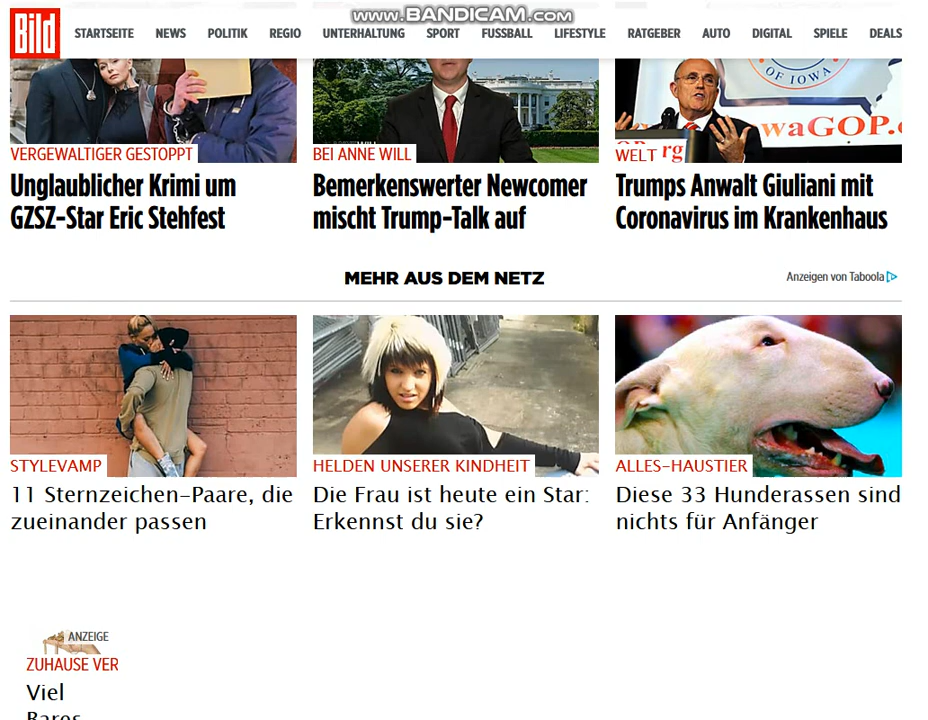 www.BANDICAM.com
Bild
STARTSEITE NEWS POLITIK REGIO UNTERHALTUNG SPORT FUSSBALL LIFESTYLE RATGEBER AUTO DIGITAL SPIELE DEALS
OF IOWA
waGOP.
rg
VERGEWALTIGER GESTOPPT
Unglaublicher Krimi um
GZSZ-Star Eric Stehfest
BEI ANNE WILL
Bemerkenswerter Newcomer
mischt Trump-Talk auf
WELT
Trumps Anwalt Giuliani mit
Coronavirus im Krankenhaus
MEHR AUS DEM NETZ
Anzeigen von Taboola
STYLEVAMP
11 Sternzeichen-Paare, die
zueinander passen
HELDEN UNSERER KINDHEIT
Die Frau ist heute ein Star:
Erkennst du sie?
ALLES-HAUSTIER
Diese 33 Hunderassen sind
nichts für Anfänger
ANZEIGE
ZUHAUSE VER
Viel
Bares